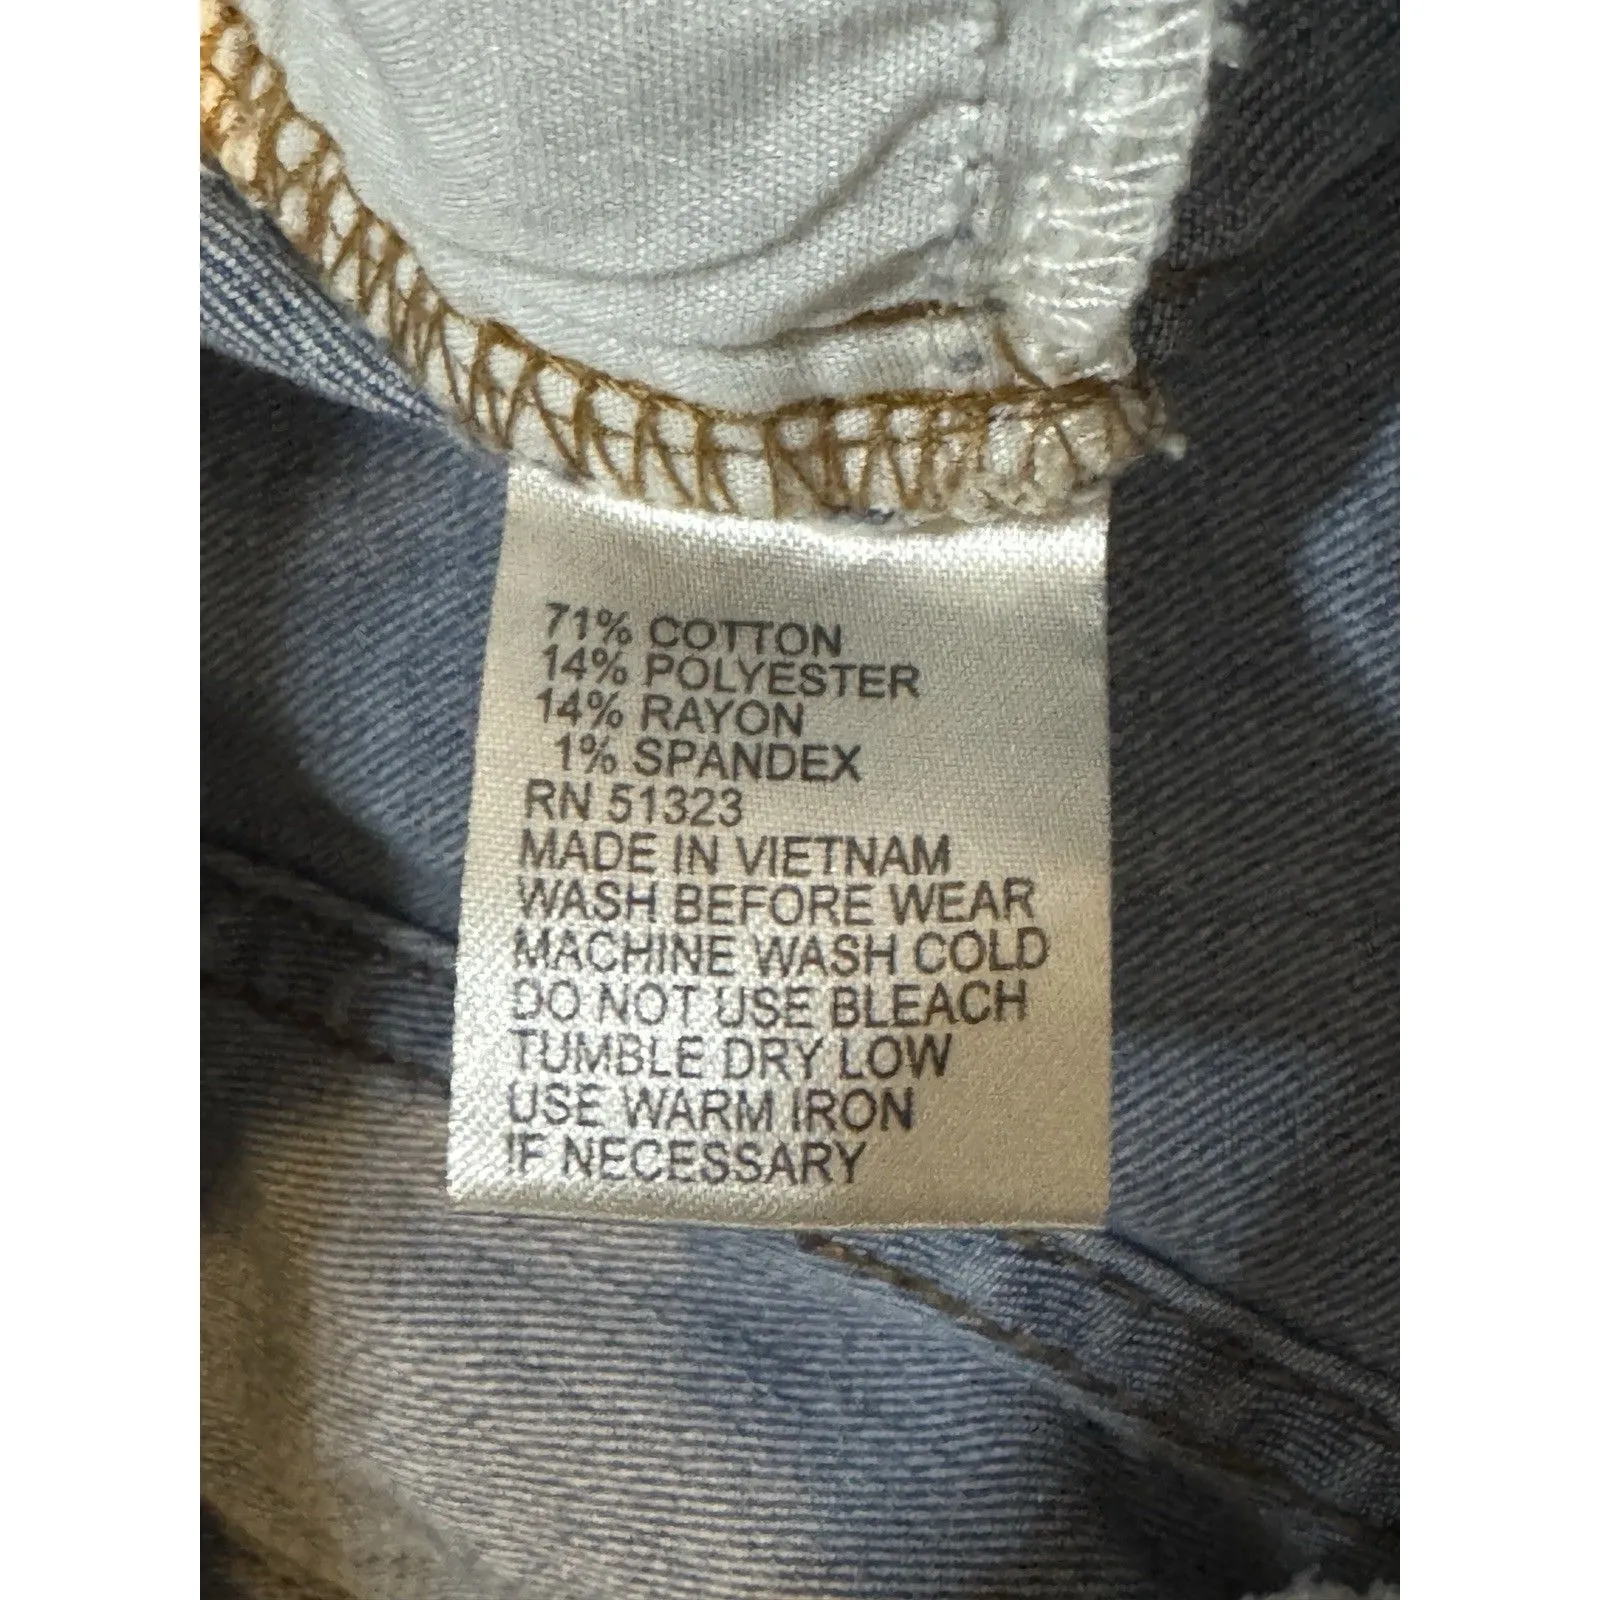 71% COTTON
14% POLYESTER
14% RAYON
1% SPANDEX
RN 51323
MADE IN VIETNAM
WASH BEFORE WEAR
MACHINE WASH COLD
DO NOT USE BLEACH
TUMBLE DRY LOW
USE WARM IRON
IF NECESSARY